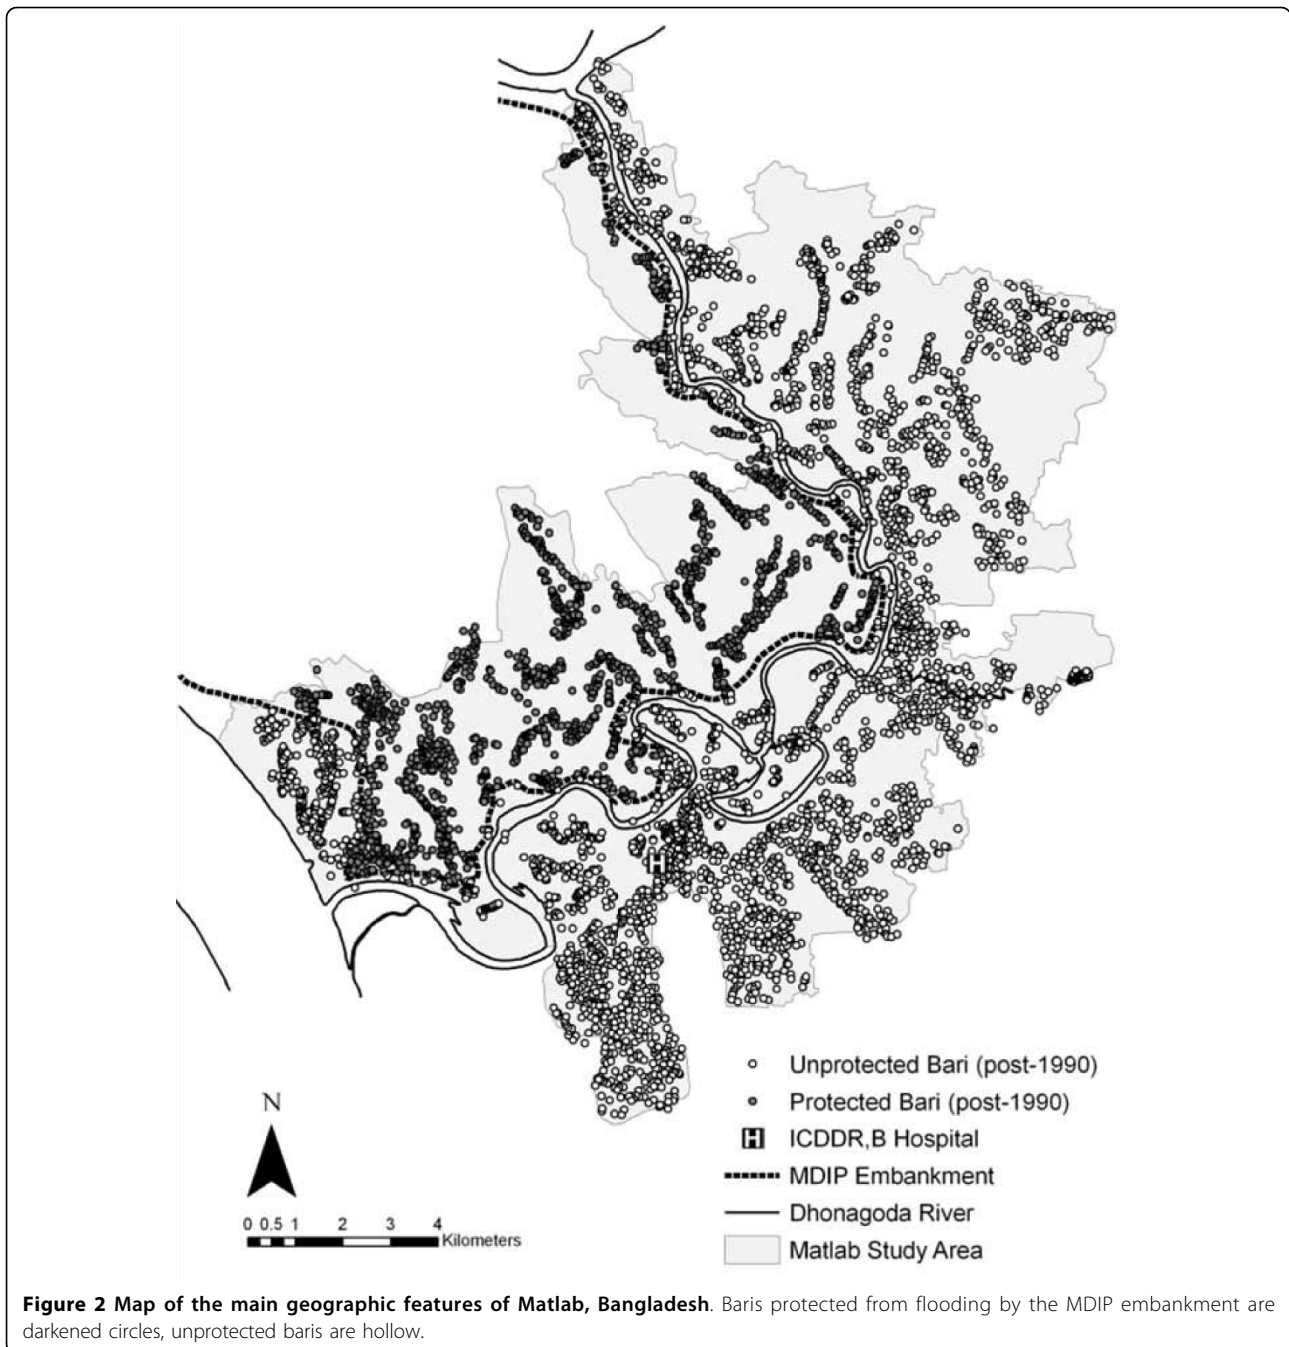 H
Unprotected Bari (post-1990)
Protected Bari (post-1990)
H ICDDR,B Hospital
MDIP Embankment
Dhonagoda River
Matlab Study Area
N
0 0.5 1 2 3 4
Kilometers
Figure 2 Map of the main geographic features of Matlab, Bangladesh. Baris protected from flooding by the MDIP embankment are
darkened circles, unprotected baris are hollow.